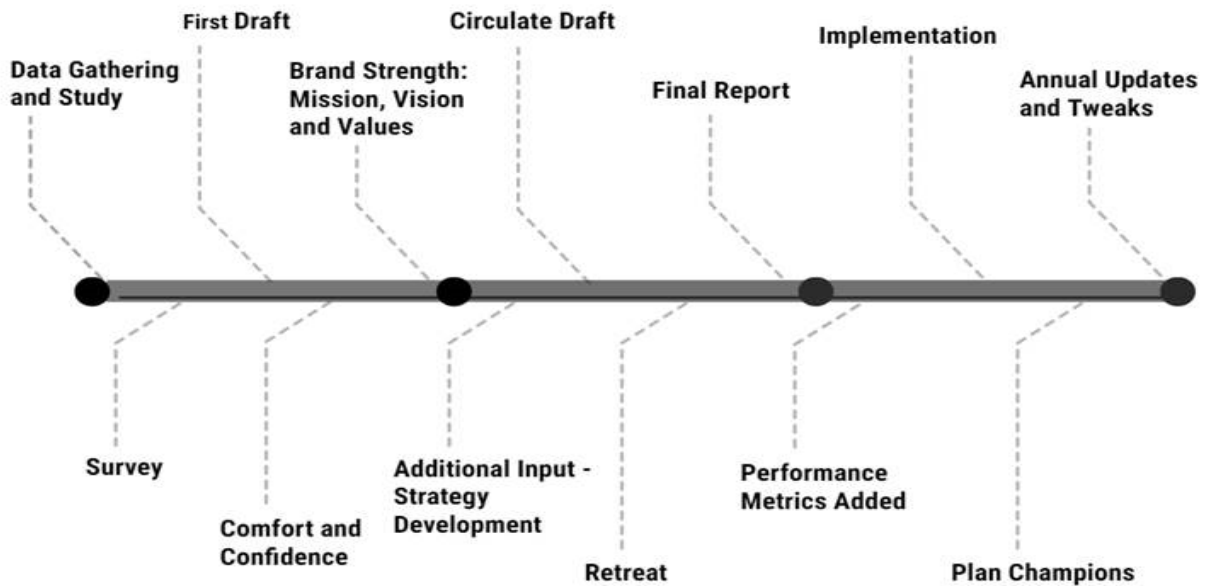 First Draft
Circulate Draft
Implementation
Data Gathering
and Study
Brand Strength:
Mission, Vision
and Values
Final Report
Annual Updates
and Tweaks
Survey
Additional Input -
Strategy
Development
Performance
Metrics Added
Comfort and
Confidence
Retreat
Plan Champions